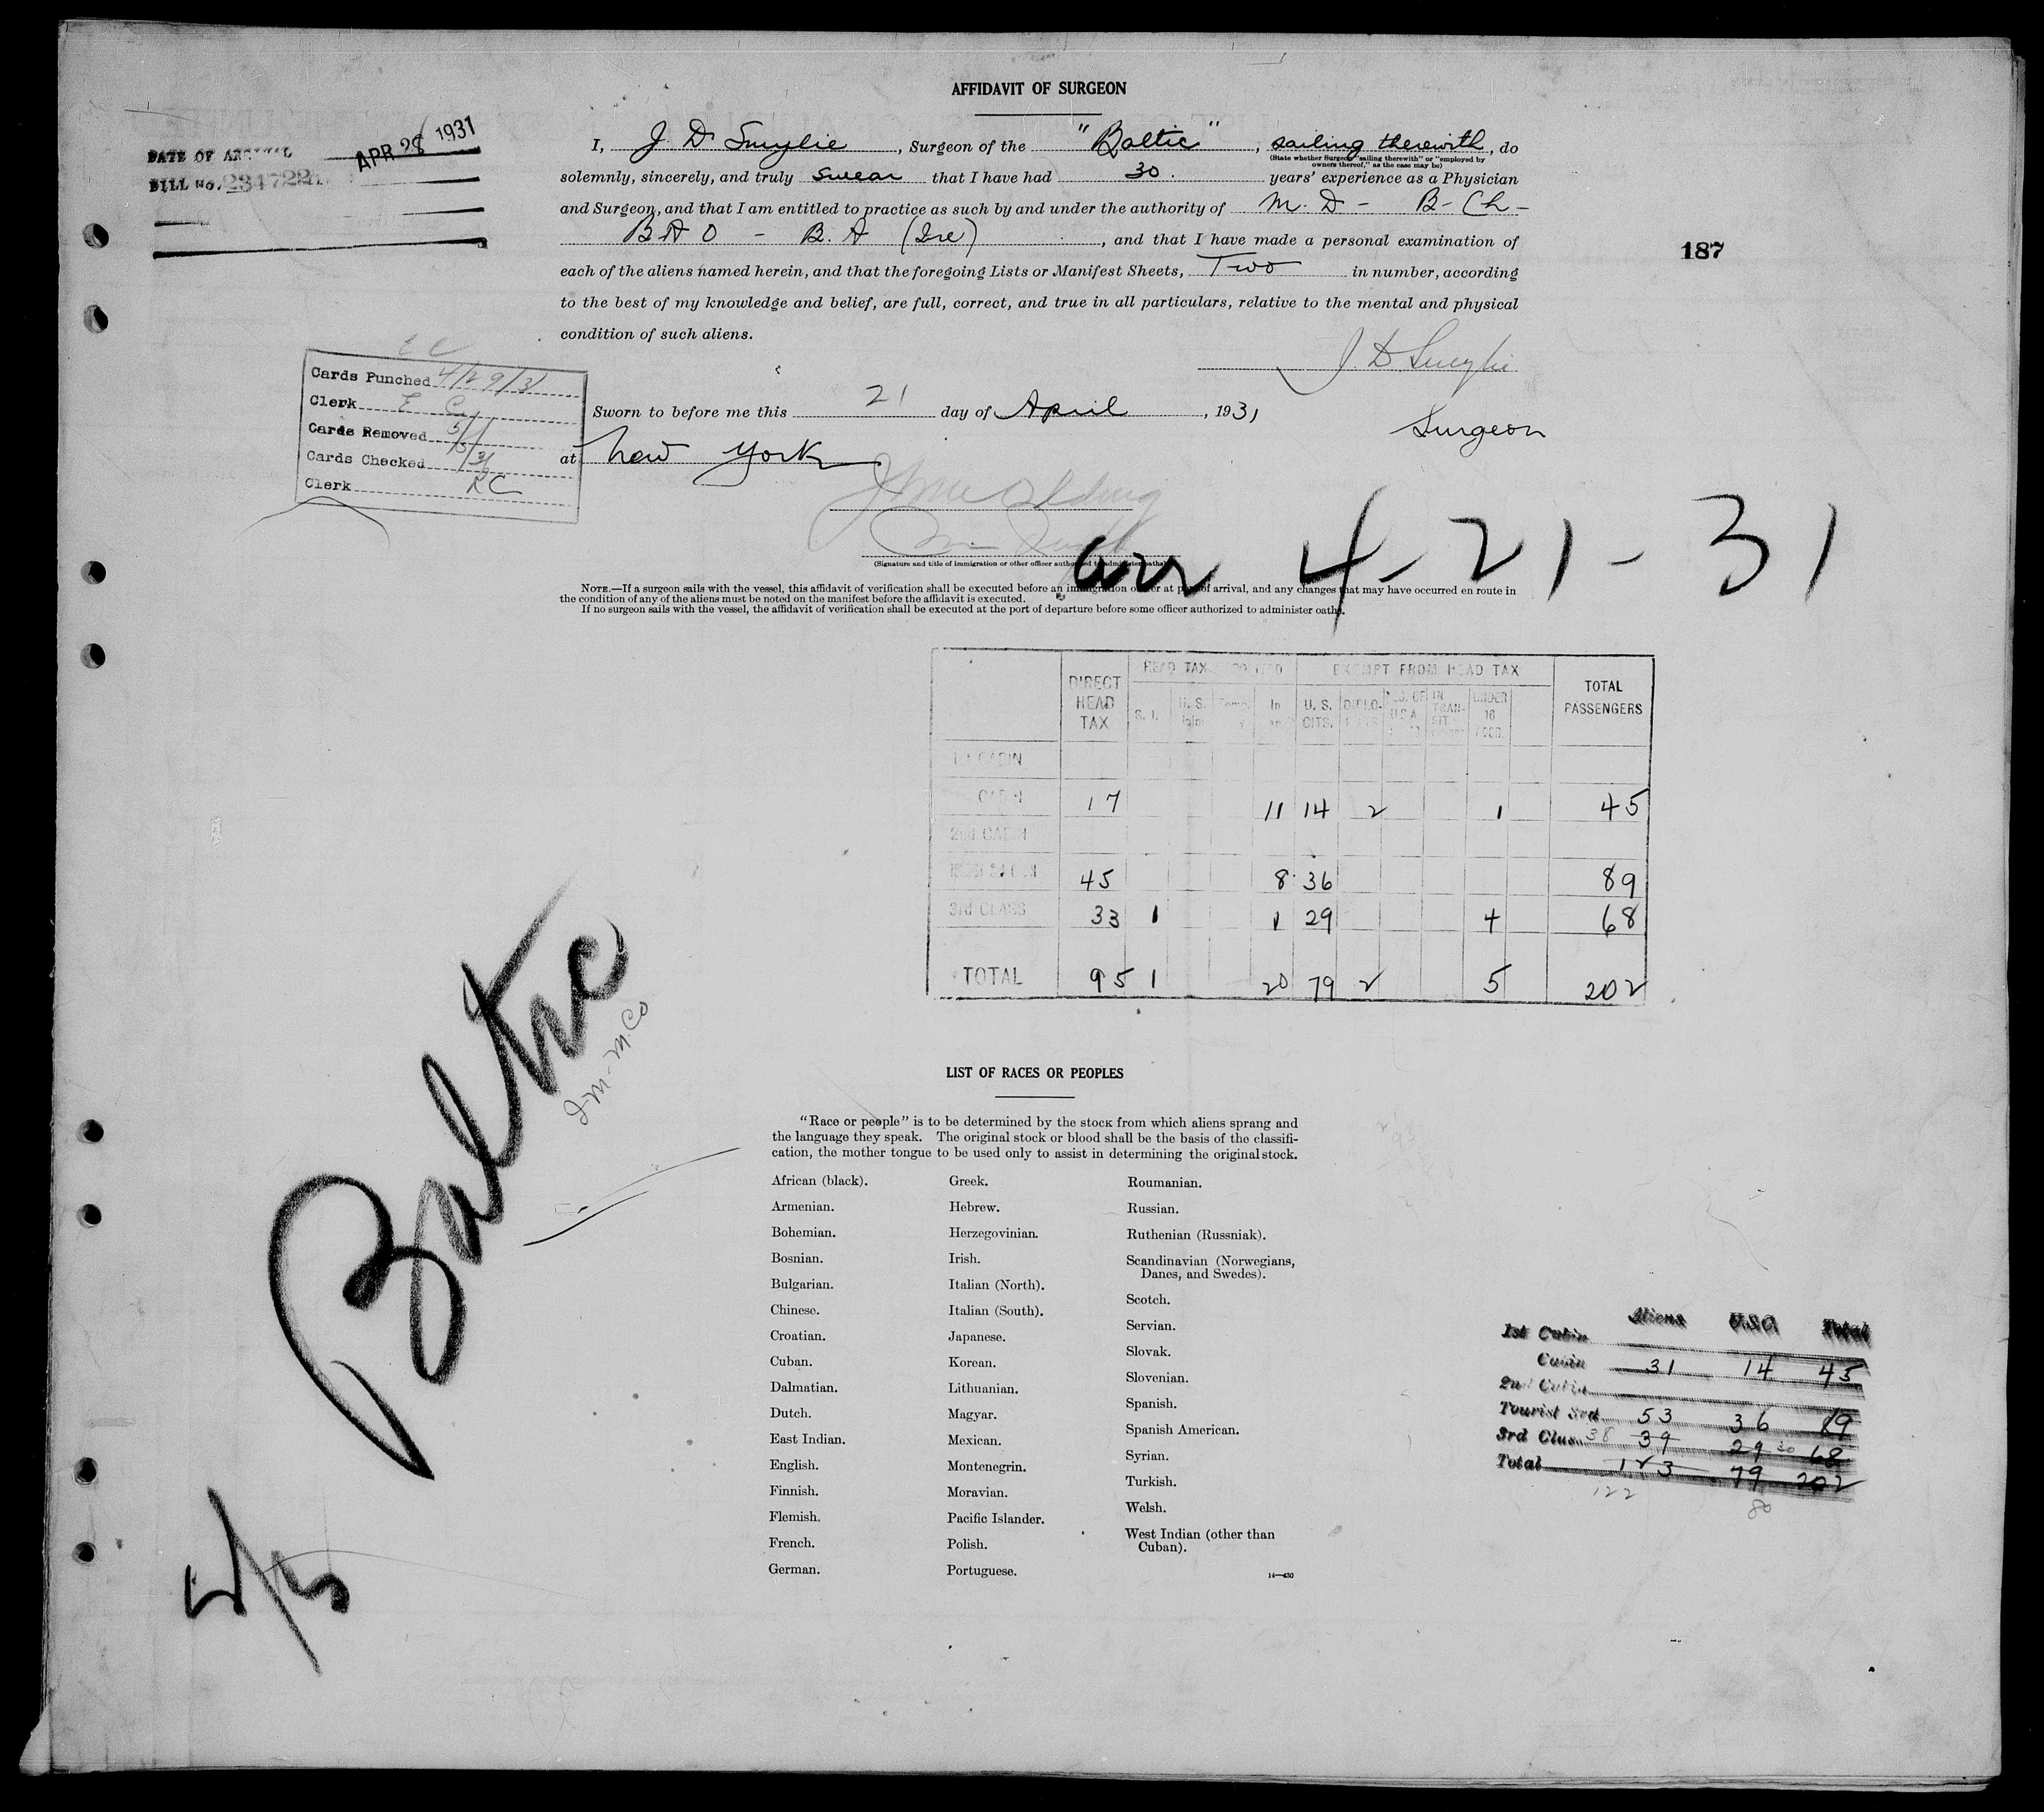 AFFIDAVIT OF SURGEON
DATE OF ARRIVAL APR 28 1931
BILL No. 234722
I, J. D. Smylie, Surgeon of the "Baltic", sailing therewith, do
(State whether Surgeon "sailing therewith" or "employed by
owners thereof," as the case may be)
solemnly, sincerely, and truly swear that I have had 30. years' experience as a Physician
and Surgeon, and that I am entitled to practice as such by and under the authority of M. D - B - Ch -
B A O - B. A (Ire), and that I have made a personal examination of
187
each of the aliens named herein, and that the foregoing Lists or Manifest Sheets, Two in number, according
to the best of my knowledge and belief, are full, correct, and true in all particulars, relative to the mental and physical
condition of such aliens.
J. D. Smylie
Surgeon
Cards Punched 4/29/31
Clerk E C
Cards Removed 5/1
Cards Checked
Clerk
Sworn to before me this 21 day of April, 1931
at New York
(Signature and title of immigration or other officer authorized to administer oaths)
arr 4-21-31
NOTE.—If a surgeon sails with the vessel, this affidavit of verification shall be executed before an immigration officer at port of arrival, and any changes that may have occurred en route in
the condition of any of the aliens must be noted on the manifest before the affidavit is executed.
If no surgeon sails with the vessel, the affidavit of verification shall be executed at the port of departure before some officer authorized to administer oaths.
DIRECT HEAD TAX HEAD TAX EXEMPT FROM HEAD TAX TOTAL PASSENGERS
S. I. U. S. In U. S. CITS. DIPLO- IN TRAN- SIT UNDER 16
1st CABIN
CABIN 17 11 14 2 1 45
2nd CABIN
45 8 36 89
3rd CLASS 33 1 1 29 4 68
TOTAL 95 1 20 79 2 5 202
Baltic
I-M-M.Co
LIST OF RACES OR PEOPLES
"Race or people" is to be determined by the stock from which aliens sprang and
the language they speak. The original stock or blood shall be the basis of the classifi-
cation, the mother tongue to be used only to assist in determining the original stock.
African (black).
Armenian.
Bohemian.
Bosnian.
Bulgarian.
Chinese.
Croatian.
Cuban.
Dalmatian.
Dutch.
East Indian.
English.
Finnish.
Flemish.
French.
German.
Greek.
Hebrew.
Herzegovinian.
Irish.
Italian (North).
Italian (South).
Japanese.
Korean.
Lithuanian.
Magyar.
Mexican.
Montenegrin.
Moravian.
Pacific Islander.
Polish.
Portuguese.
Roumanian.
Russian.
Ruthenian (Russniak).
Scandinavian (Norwegians,
Danes, and Swedes).
Scotch.
Servian.
Slovak.
Slovenian.
Spanish.
Spanish American.
Syrian.
Turkish.
Welsh.
West Indian (other than
Cuban).
14—430
Aliens USA Total
1st Cabin
Cabin 31 14 45
2nd Cabin
Tourist 3rd 53 36 89
3rd Class 38 39 29 30 68
Total 123 79 202
122 80